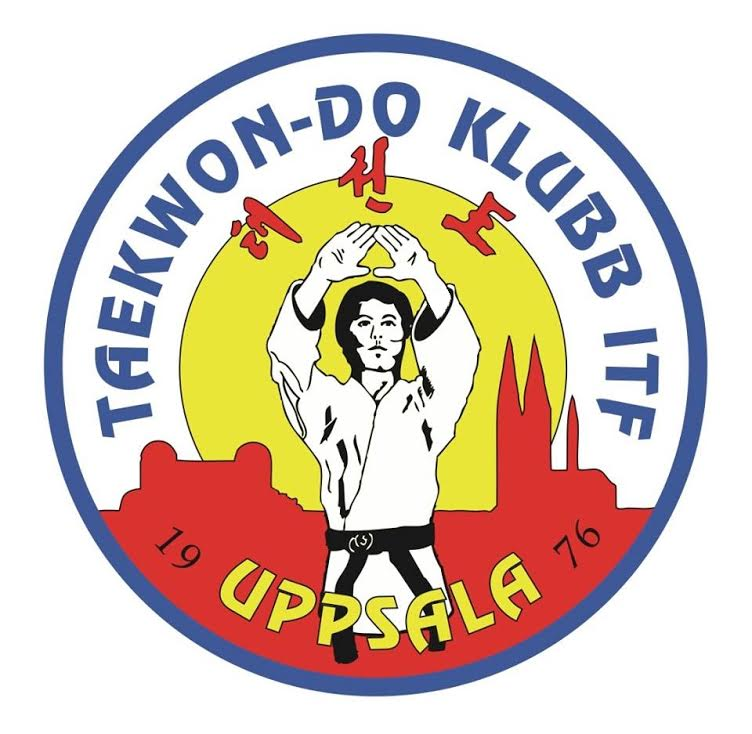 TAEKWON-DO KLUBB ITF
태권도
19 76
UPPSALA